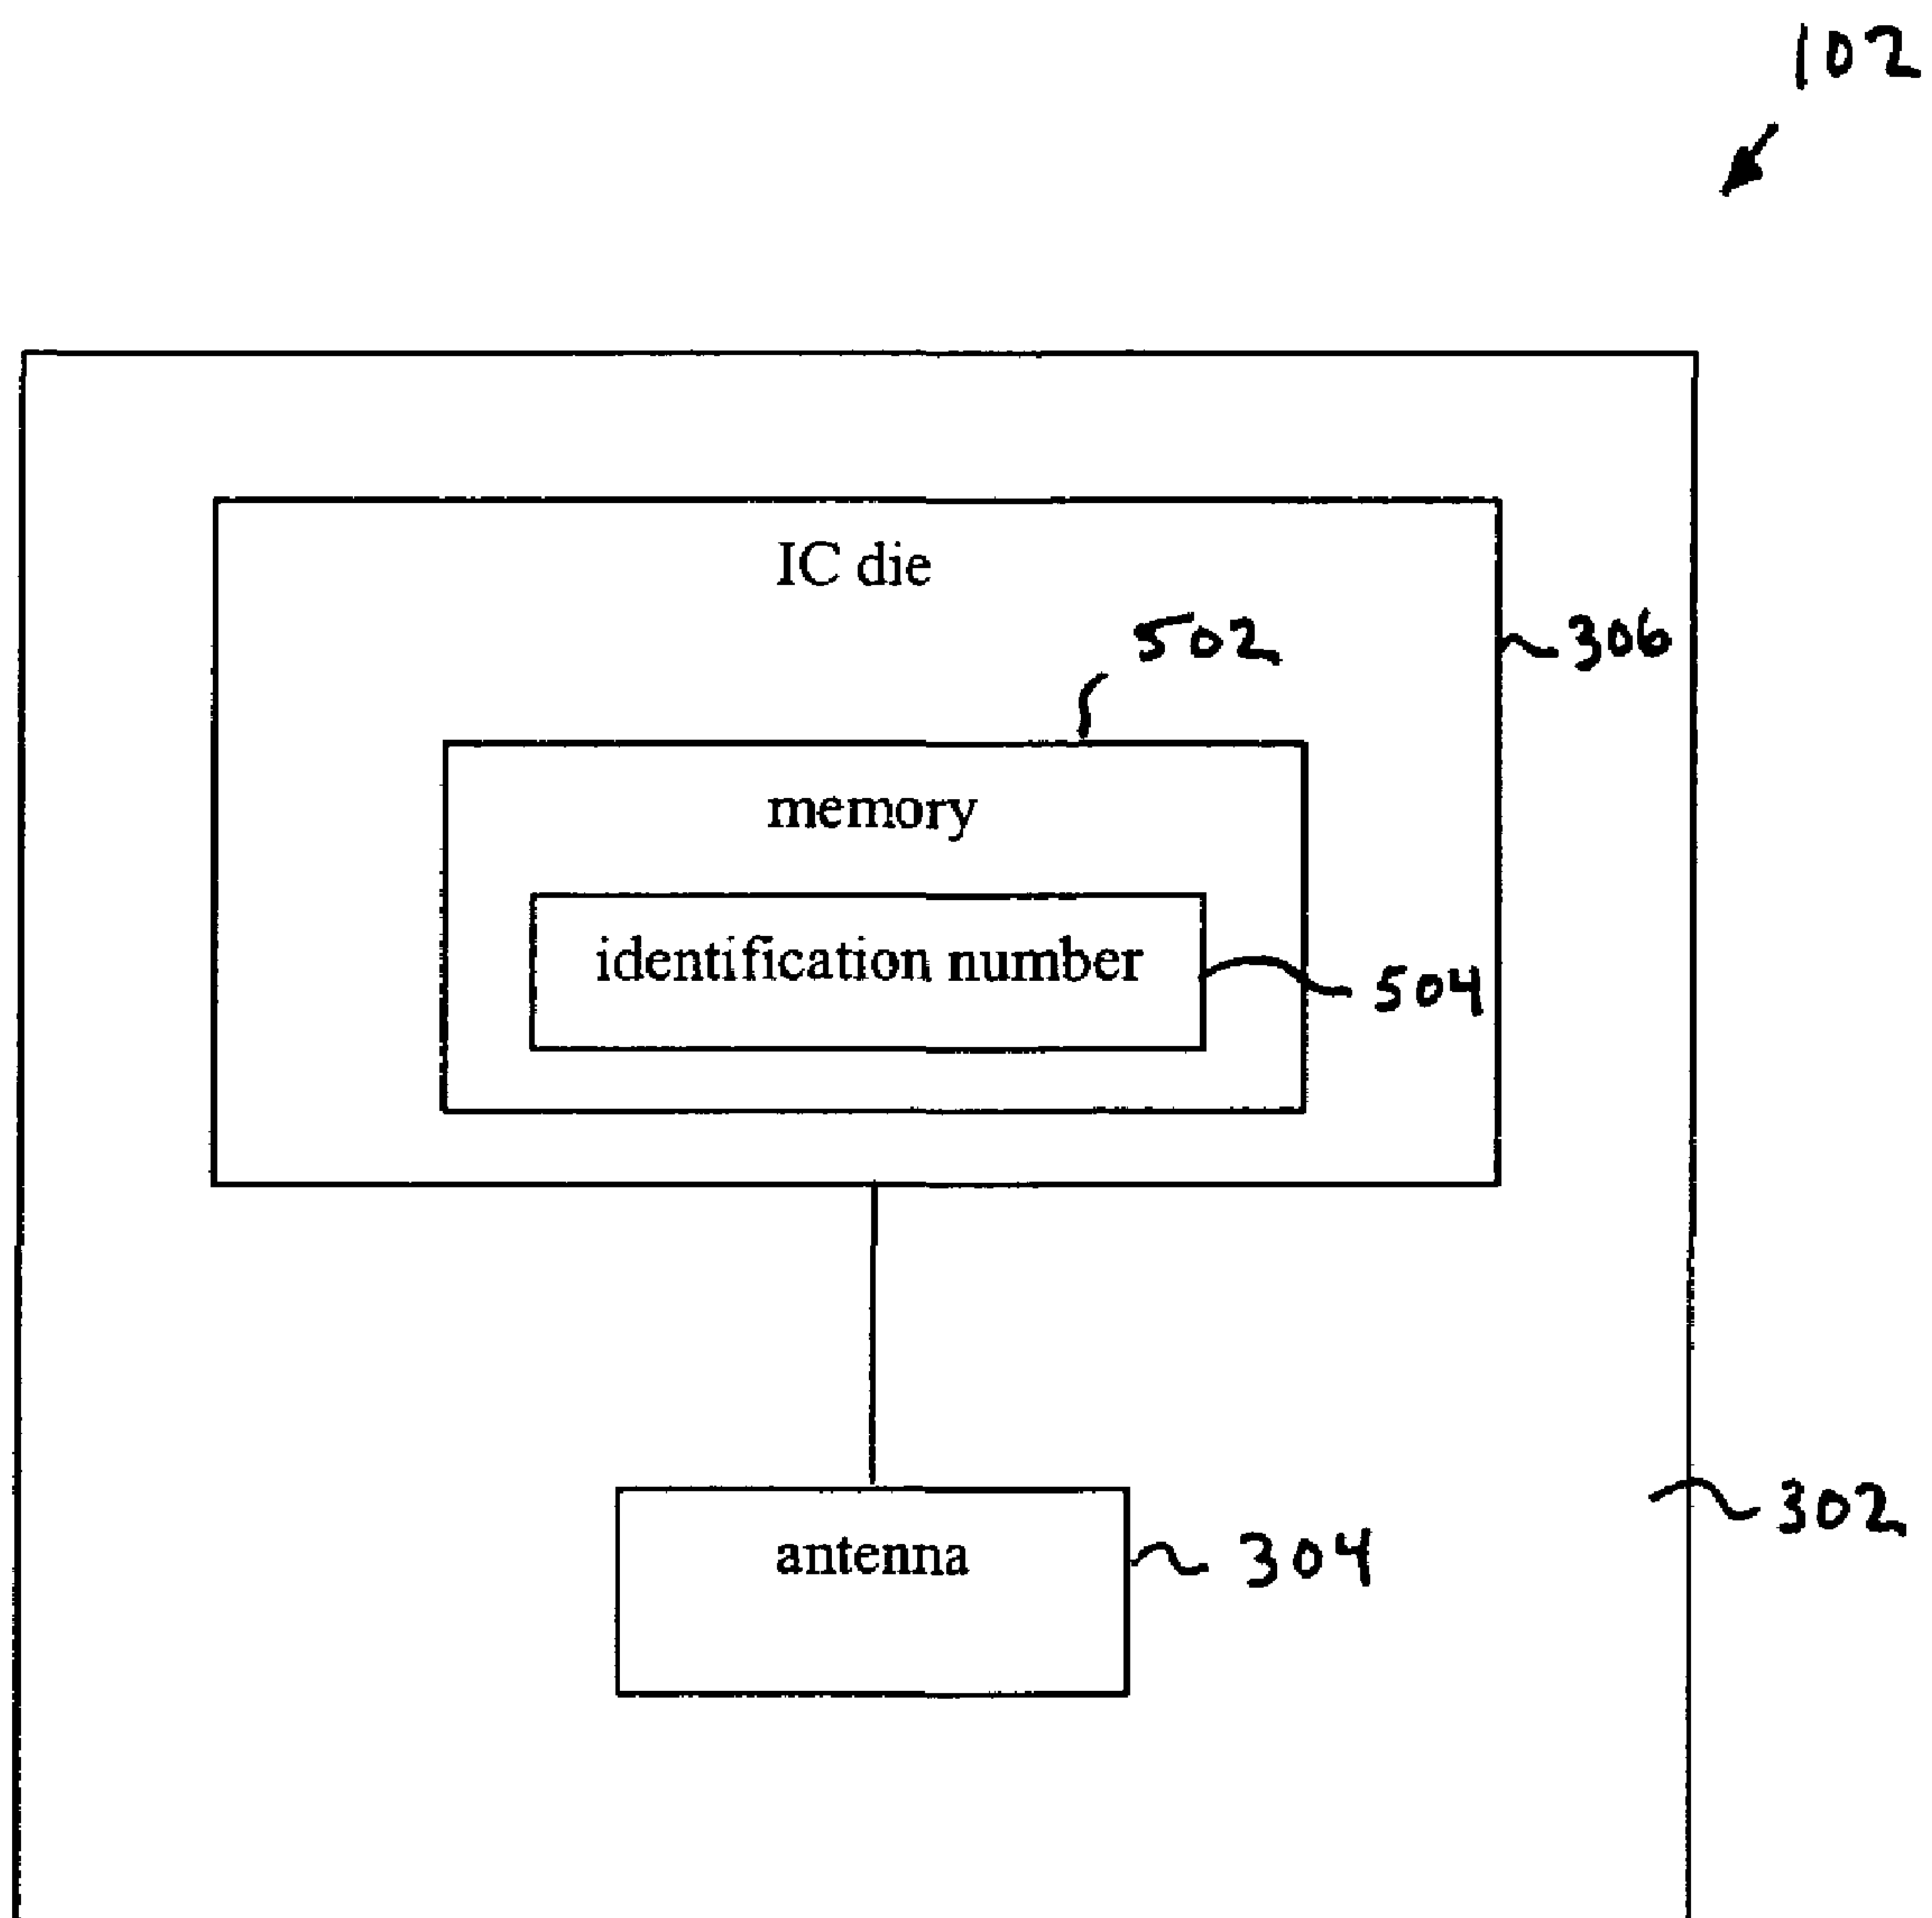 102
IC die
502
306
memory
identification number
504
302
antenna
304